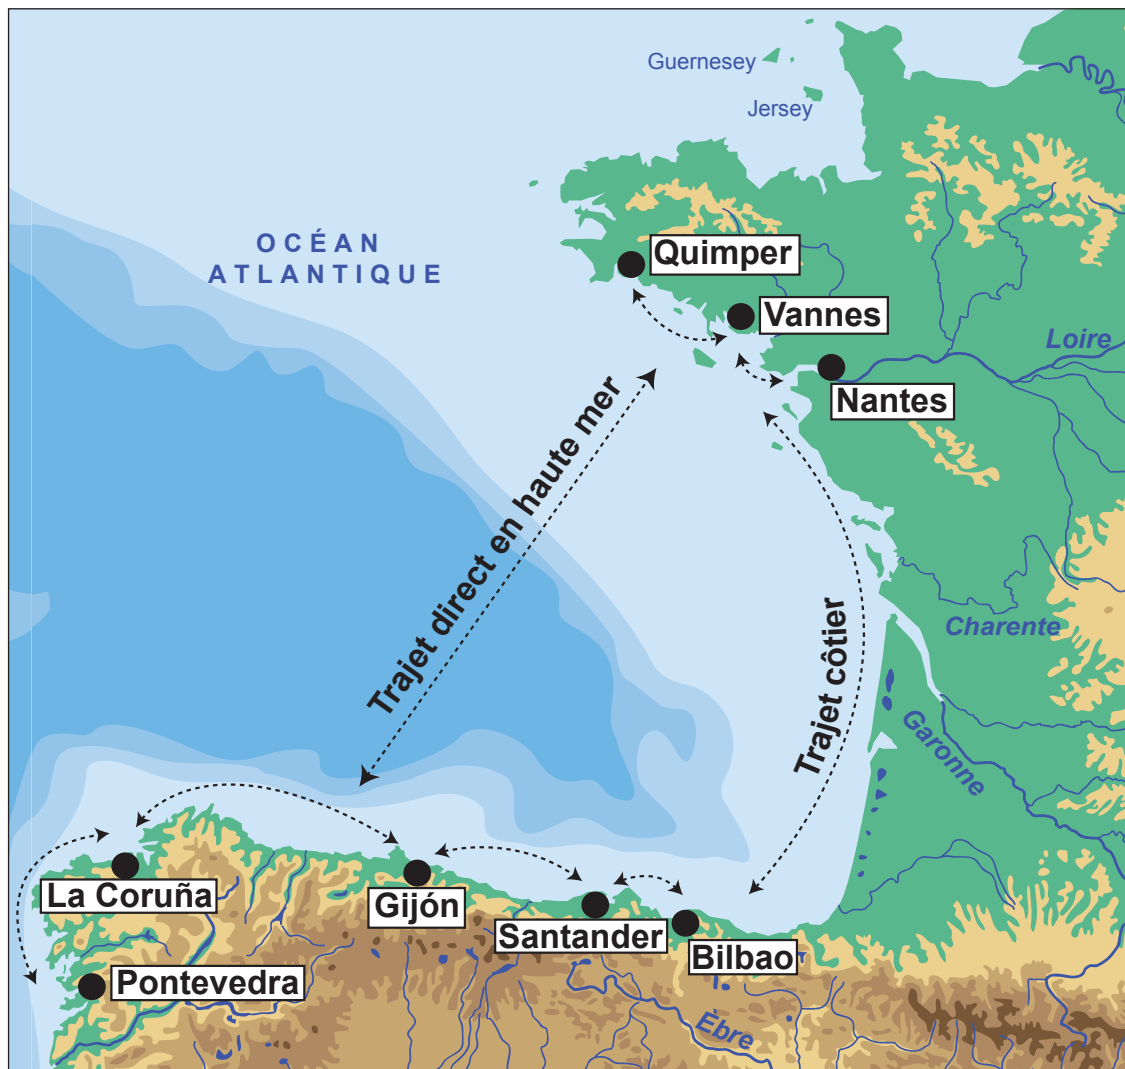 Guernesey
Jersey
OCÉAN
ATLANTIQUE
Quimper
Vannes
Loire
Nantes
Trajet direct en haute mer
Trajet côtier
Charente
Garonne
La Coruña
Gijón
Santander
Bilbao
Pontevedra
Èbre